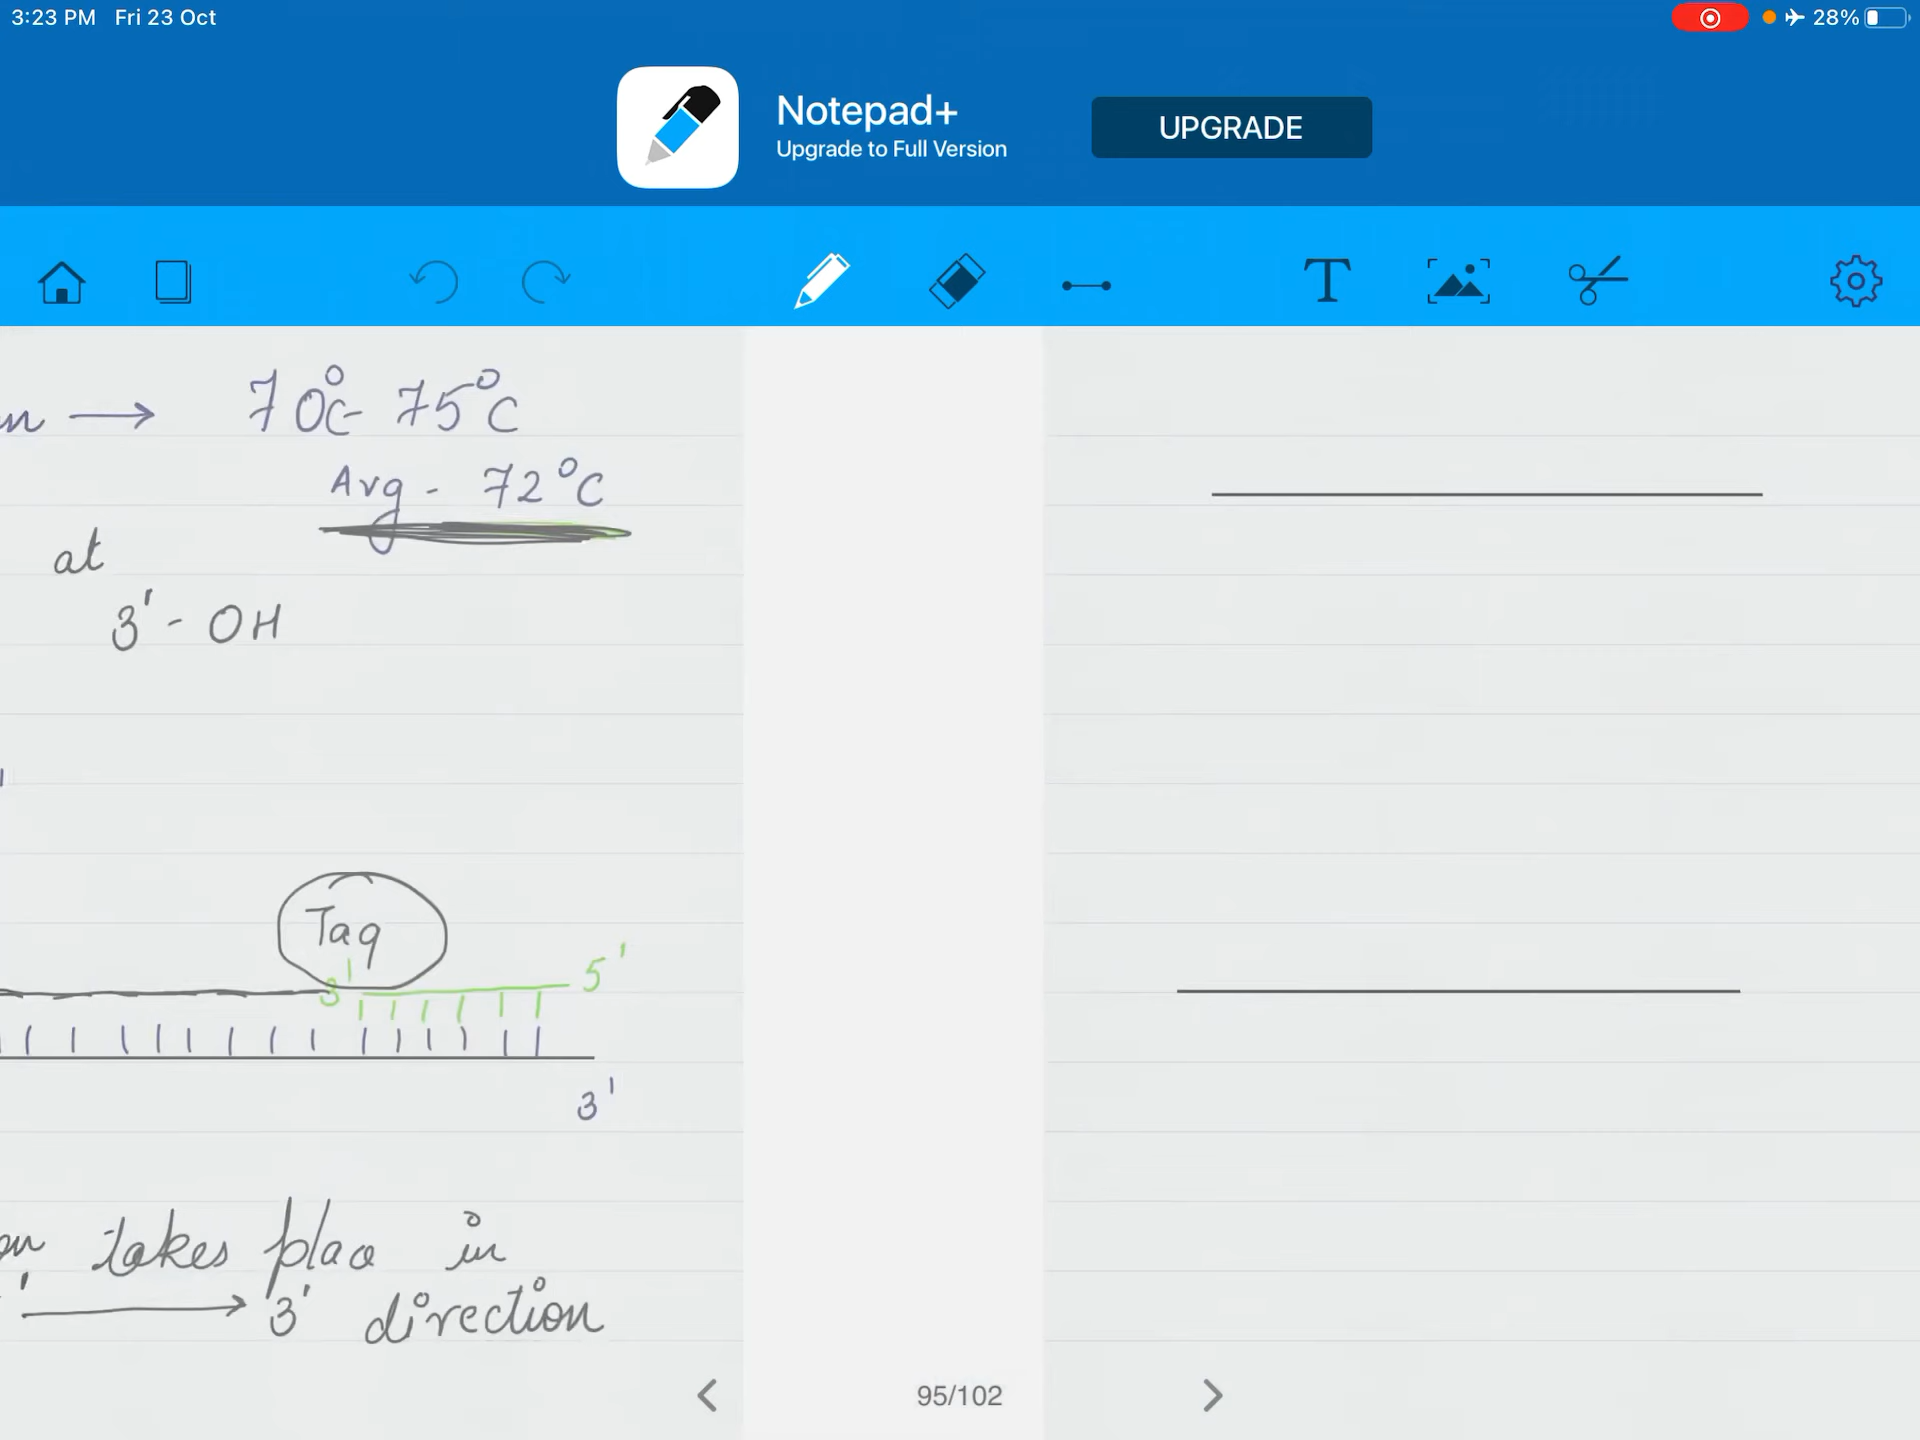 3:23 PM Fri 23 Oct
28%
Notepad+
Upgrade to Full Version
UPGRADE
T
→ 70°C- 75°C
Avg - 72°C
at
3' - OH
Taq
3' 5'
3'
takes place in
' → 3' direction
95/102